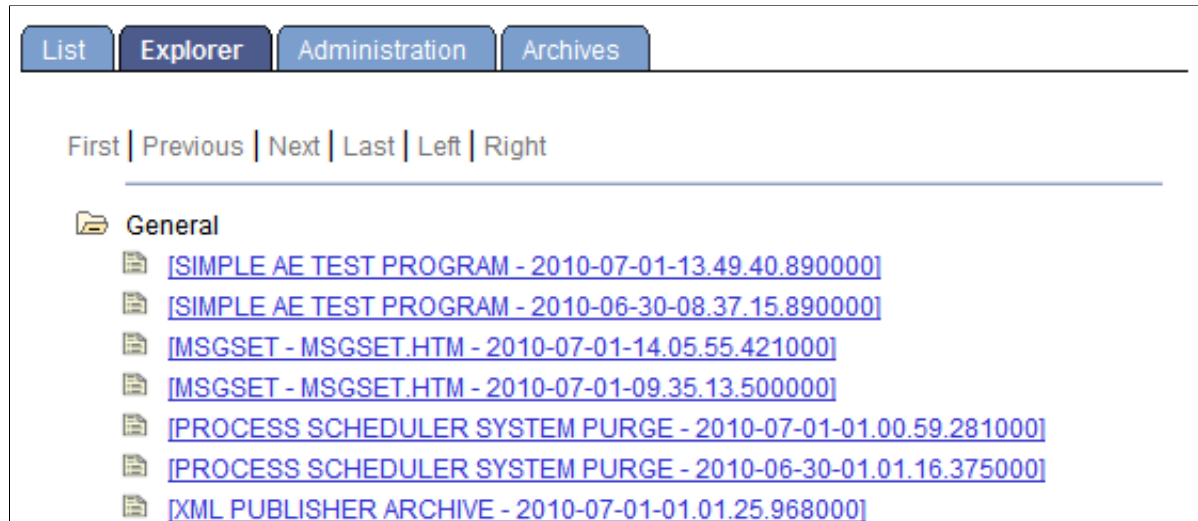 List Explorer Administration Archives
First | Previous | Next | Last | Left | Right
General
[SIMPLE AE TEST PROGRAM - 2010-07-01-13.49.40.890000]
[SIMPLE AE TEST PROGRAM - 2010-06-30-08.37.15.890000]
[MSGSET - MSGSET.HTM - 2010-07-01-14.05.55.421000]
[MSGSET - MSGSET.HTM - 2010-07-01-09.35.13.500000]
[PROCESS SCHEDULER SYSTEM PURGE - 2010-07-01-01.00.59.281000]
[PROCESS SCHEDULER SYSTEM PURGE - 2010-06-30-01.01.16.375000]
[XML PUBLISHER ARCHIVE - 2010-07-01-01.01.25.968000]